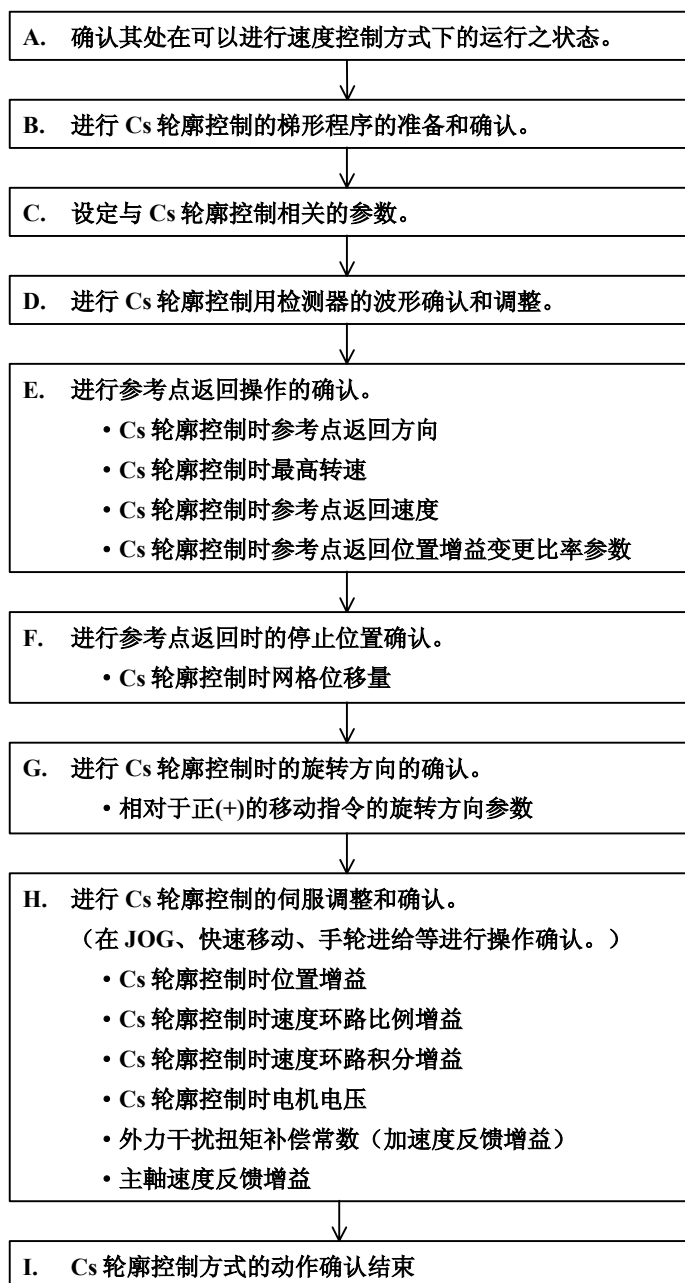 A. 确认其处在可以进行速度控制方式下的运行之状态。
B. 进行 Cs 轮廓控制的梯形程序的准备和确认。
C. 设定与 Cs 轮廓控制相关的参数。
D. 进行 Cs 轮廓控制用检测器的波形确认和调整。
E. 进行参考点返回操作的确认。
・Cs 轮廓控制时参考点返回方向
・Cs 轮廓控制时最高转速
・Cs 轮廓控制时参考点返回速度
・Cs 轮廓控制时参考点返回位置增益变更比率参数
F. 进行参考点返回时的停止位置确认。
・Cs 轮廓控制时网格位移量
G. 进行 Cs 轮廓控制时的旋转方向的确认。
・相对于正(+)的移动指令的旋转方向参数
H. 进行 Cs 轮廓控制的伺服调整和确认。
（在 JOG、快速移动、手轮进给等进行操作确认。）
・Cs 轮廓控制时位置增益
・Cs 轮廓控制时速度环路比例增益
・Cs 轮廓控制时速度环路积分增益
・Cs 轮廓控制时电机电压
・外力干扰扭矩补偿常数（加速度反馈增益）
・主軸速度反馈增益
I. Cs 轮廓控制方式的动作确认结束